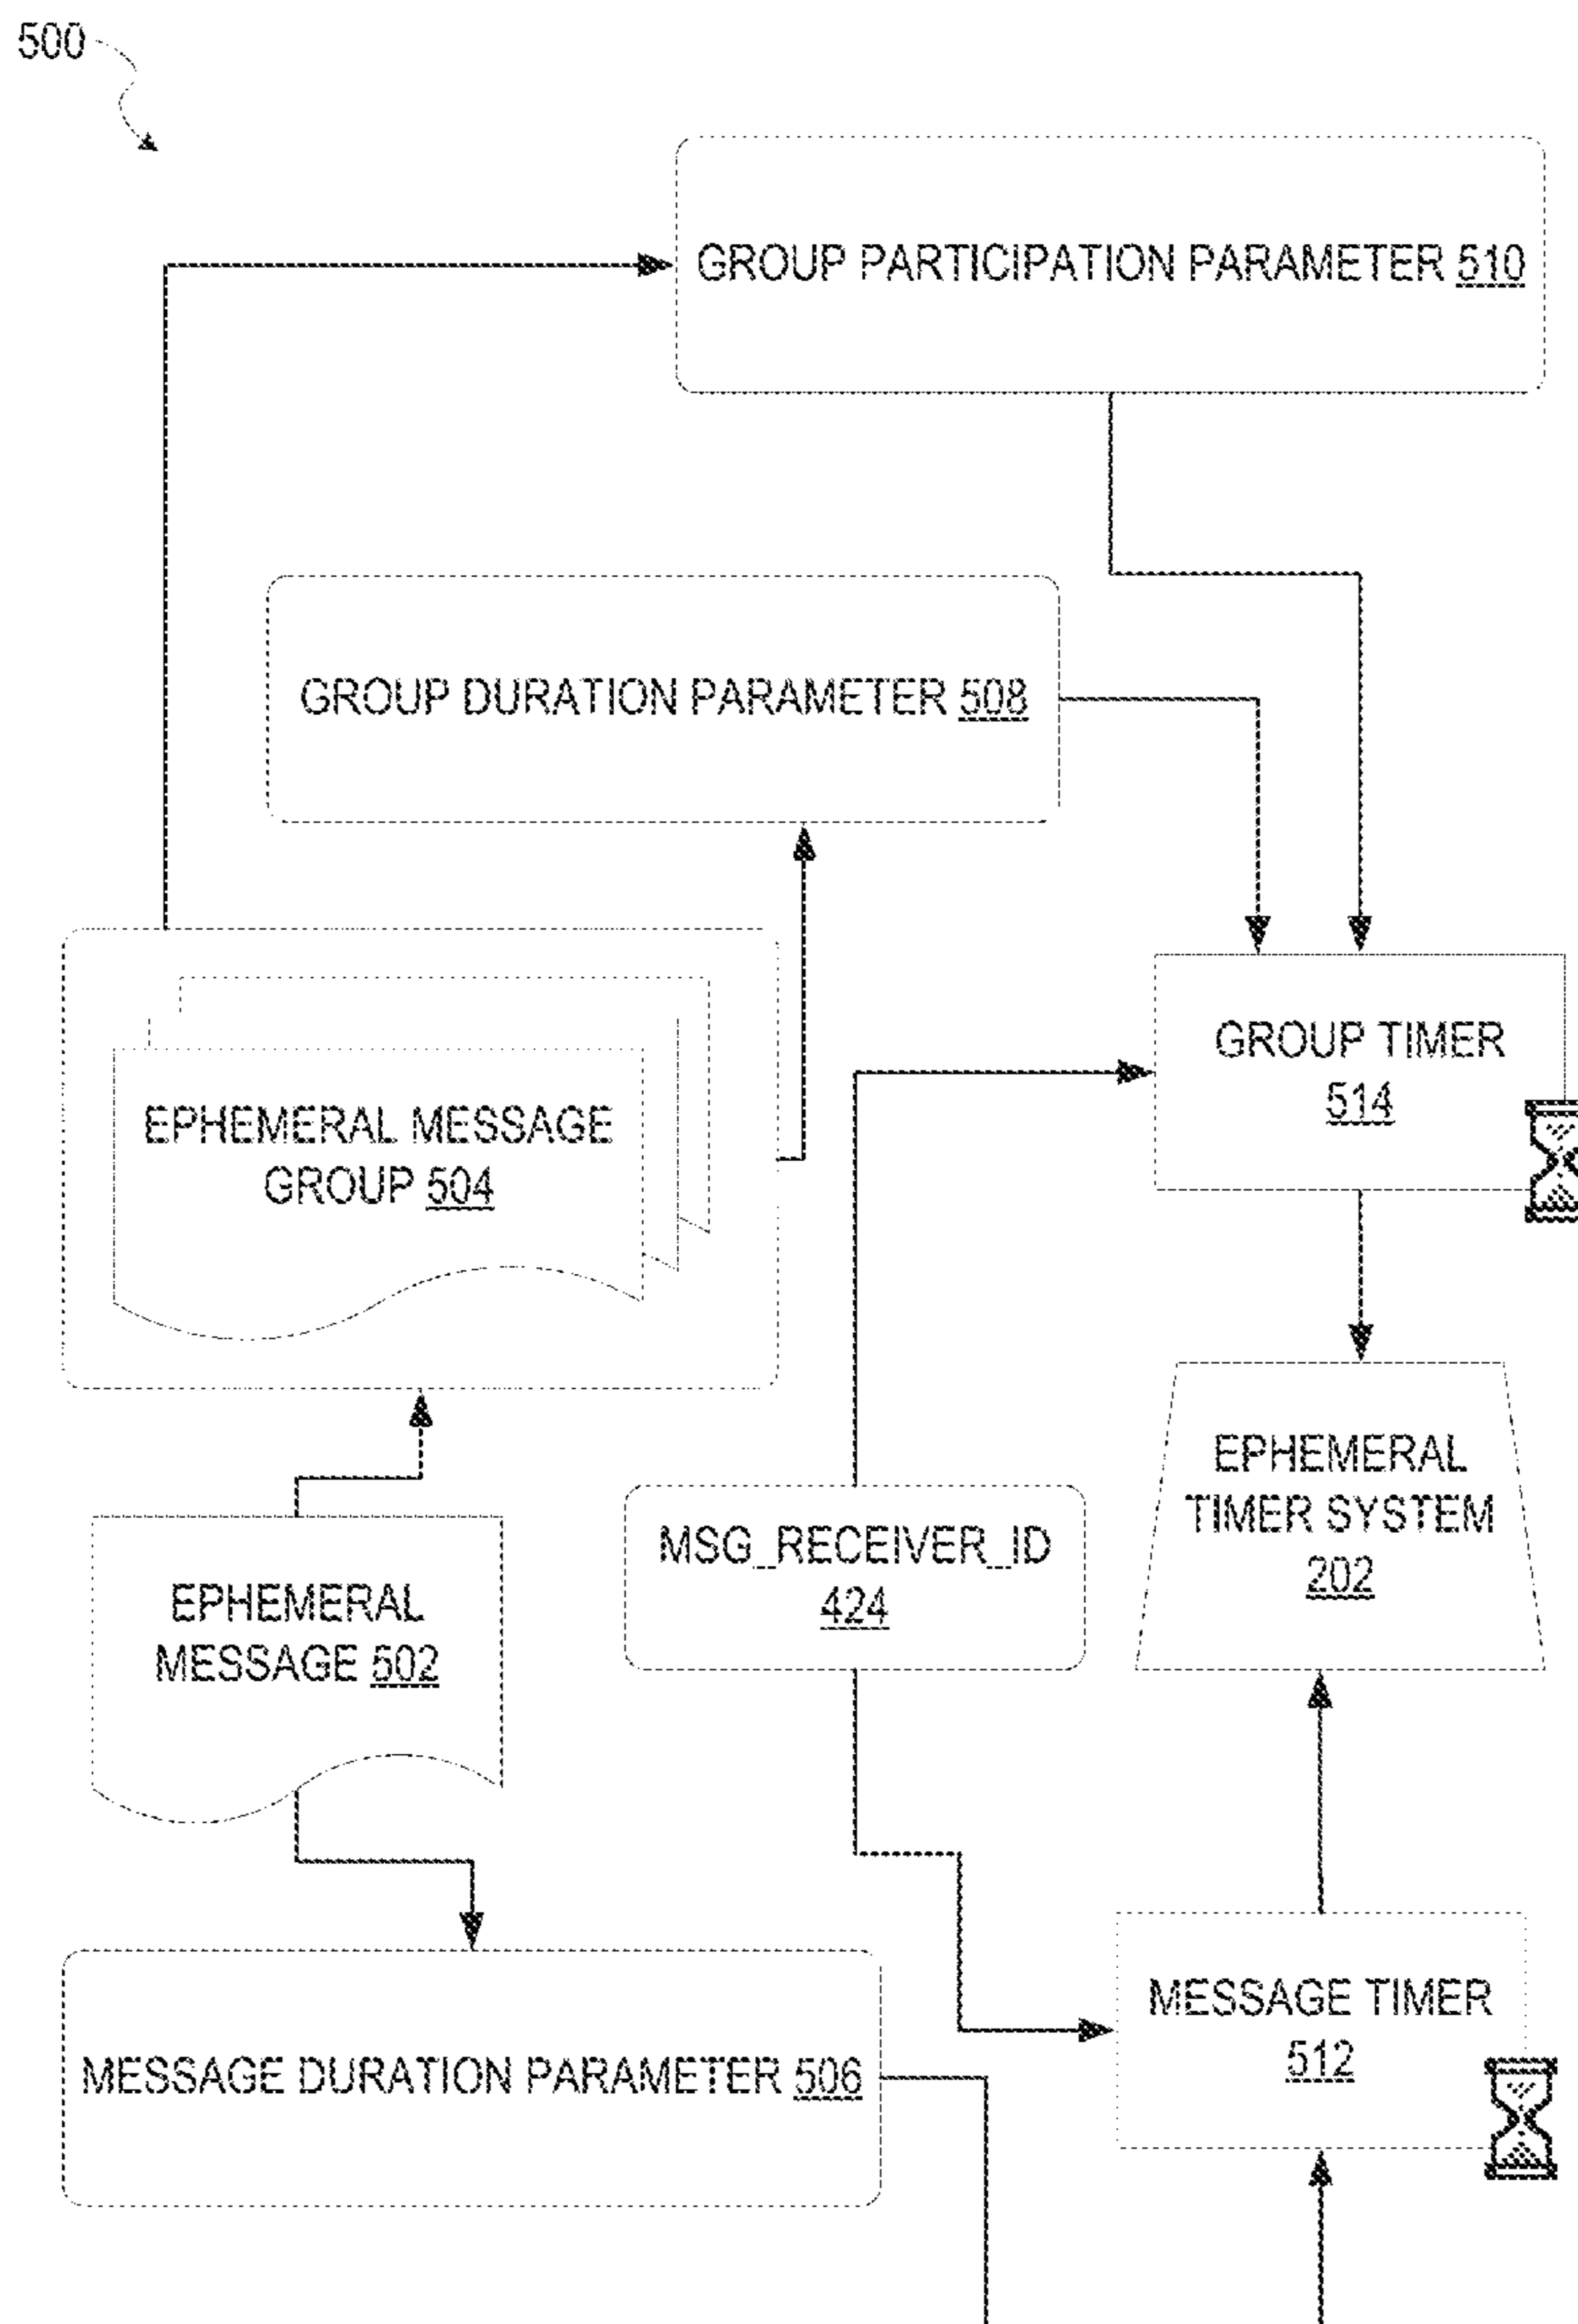 500
GROUP PARTICIPATION PARAMETER 510
GROUP DURATION PARAMETER 508
GROUP TIMER
514
EPHEMERAL MESSAGE
GROUP 504
EPHEMERAL
TIMER SYSTEM
202
MSG_RECEIVER_ID
424
EPHEMERAL
MESSAGE 502
MESSAGE TIMER
512
MESSAGE DURATION PARAMETER 506